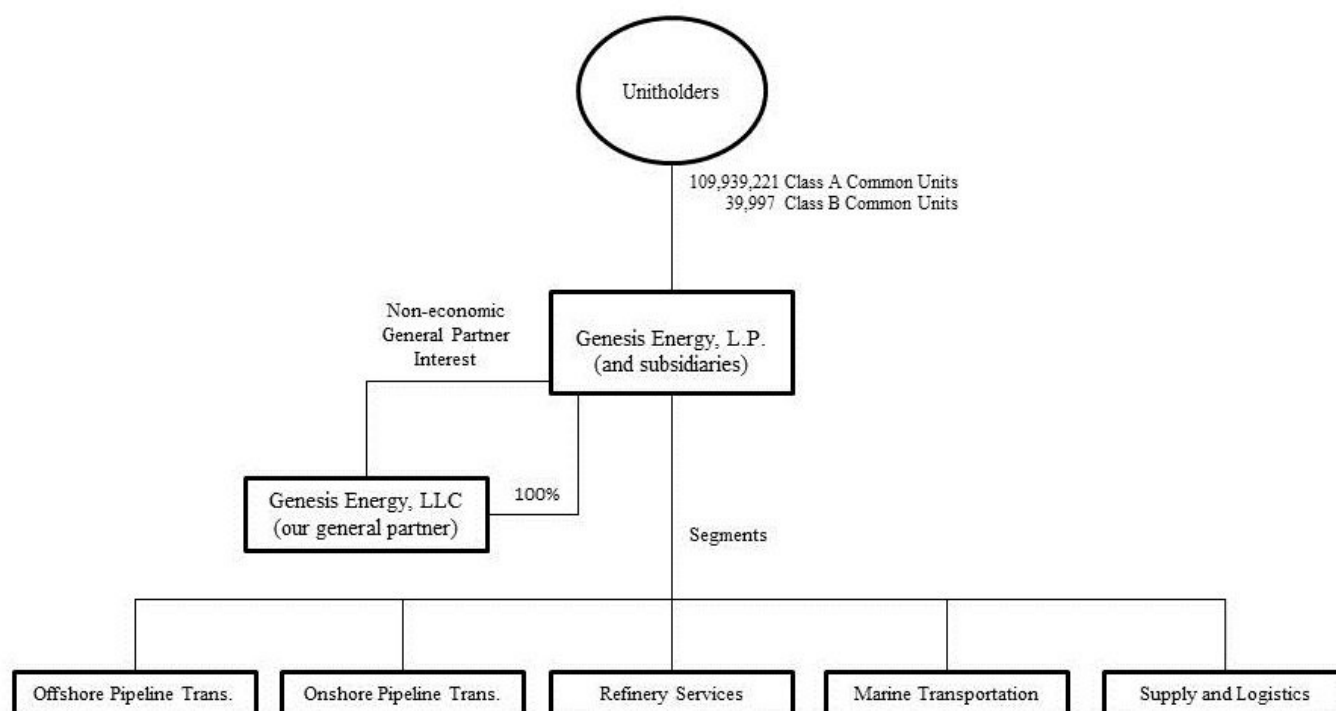 Unitholders
109,939,221 Class A Common Units
39,997 Class B Common Units
Non-economic
General Partner
Interest
Genesis Energy, L.P.
(and subsidiaries)
Genesis Energy, LLC
(our general partner)
100%
Segments
Offshore Pipeline Trans.
Onshore Pipeline Trans.
Refinery Services
Marine Transportation
Supply and Logistics